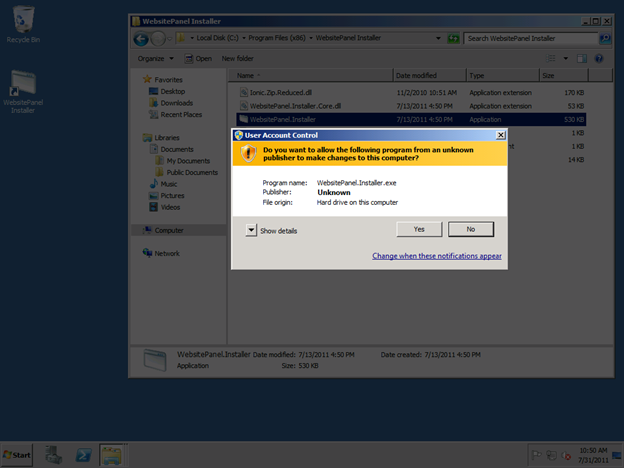 Recycle Bin
WebsitePanel
Installer
WebsitePanel Installer
Local Disk (C:)
Program Files (x86)
WebsitePanel Installer
Search WebsitePanel Installer
Organize
Open
New folder
Favorites
Desktop
Downloads
Recent Places
Libraries
Documents
My Documents
Public Documents
Music
Pictures
Videos
Computer
Network
Name
Date modified
Type
Size
Ionic.Zip.Reduced.dll 11/2/2010 10:51 AM Application extension 170 KB
WebsitePanel.Installer.Core.dll 7/13/2011 4:50 PM Application extension 53 KB
WebsitePanel.Installer 7/13/2011 4:50 PM Application 530 KB
1 KB
1 KB
14 KB
User Account Control
Do you want to allow the following program from an unknown
publisher to make changes to this computer?
Program name: WebsitePanel.Installer.exe
Publisher: Unknown
File origin: Hard drive on this computer
Show details
Yes
No
Change when these notifications appear
WebsitePanel.Installer Date modified: 7/13/2011 4:50 PM Date created: 7/13/2011 4:50 PM
Application Size: 530 KB
Start
10:50 AM
7/31/2011